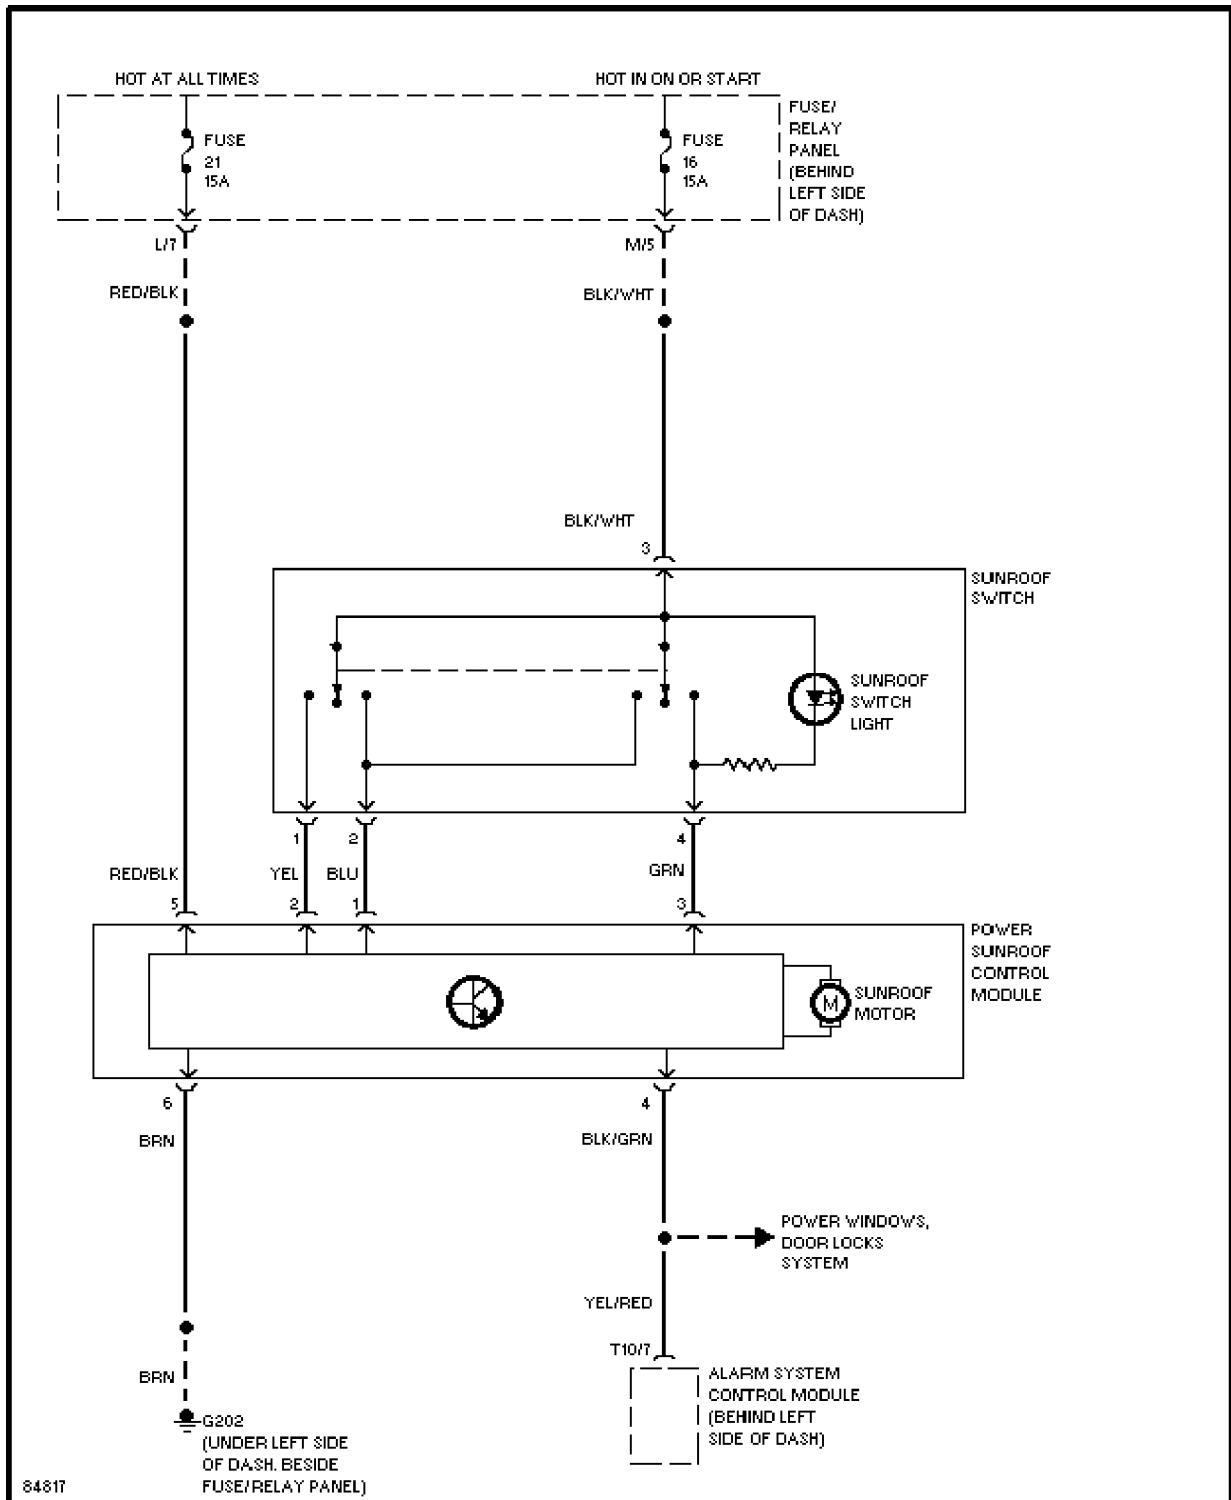 HOT AT ALL TIMES
HOT IN ON OR START
FUSE/
RELAY
PANEL
(BEHIND
LEFT SIDE
OF DASH)
FUSE
21
15A
FUSE
16
15A
L/7
M/5
RED/BLK
BLK/WHT
BLK/WHT
3
SUNROOF
SWITCH
SUNROOF
SWITCH
LIGHT
1
2
4
RED/BLK
YEL
BLU
GRN
5
2
1
3
POWER
SUNROOF
CONTROL
MODULE
M
SUNROOF
MOTOR
6
4
BRN
BLK/GRN
POWER WINDOWS,
DOOR LOCKS
SYSTEM
YEL/RED
T10/7
BRN
ALARM SYSTEM
CONTROL MODULE
(BEHIND LEFT
SIDE OF DASH)
G202
(UNDER LEFT SIDE
OF DASH. BESIDE
FUSE/RELAY PANEL)
84817